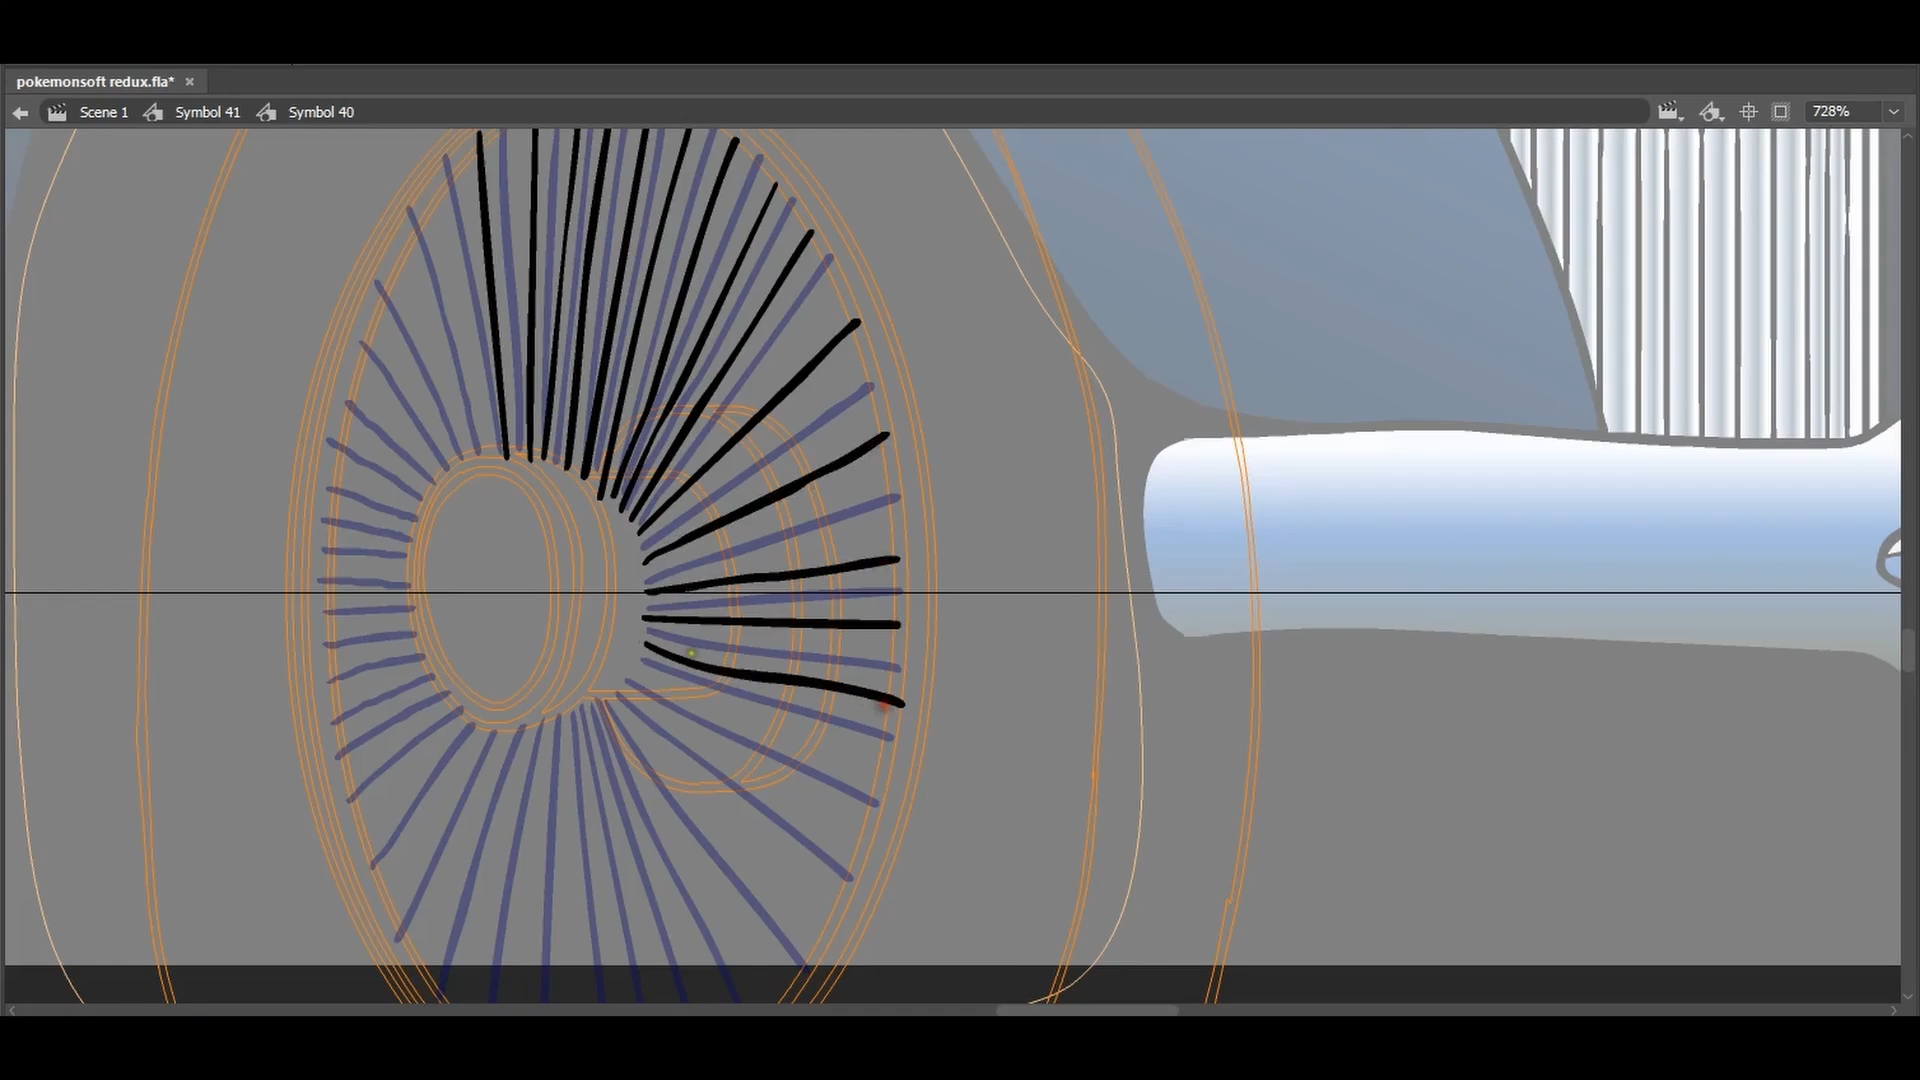 pokemonsoft redux.fla*
Scene 1 Symbol 41 Symbol 40 728%